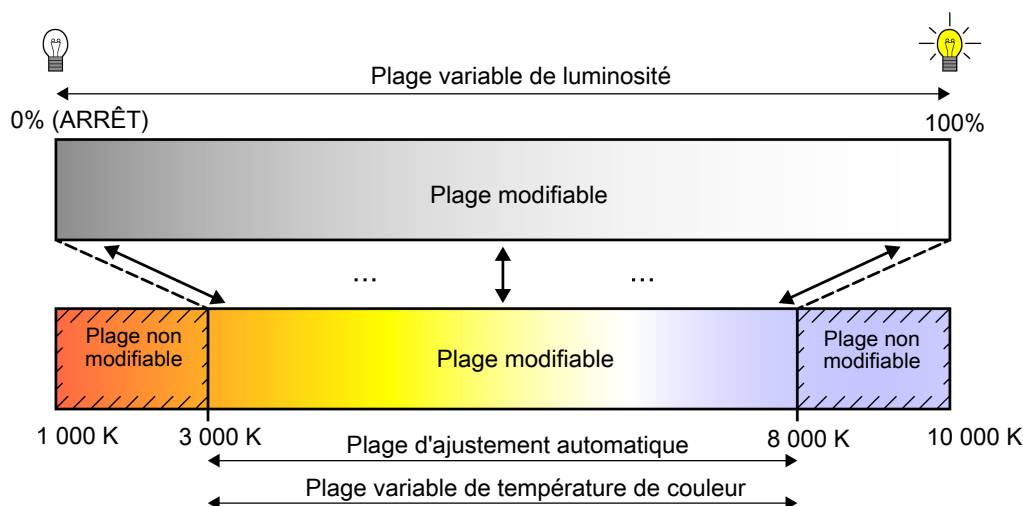 Plage variable de luminosité
0% (ARRÊT)
100%
Plage modifiable
...
...
Plage non
modifiable
Plage modifiable
Plage non
modifiable
1 000 K
3 000 K
8 000 K
10 000 K
Plage d'ajustement automatique
Plage variable de température de couleur